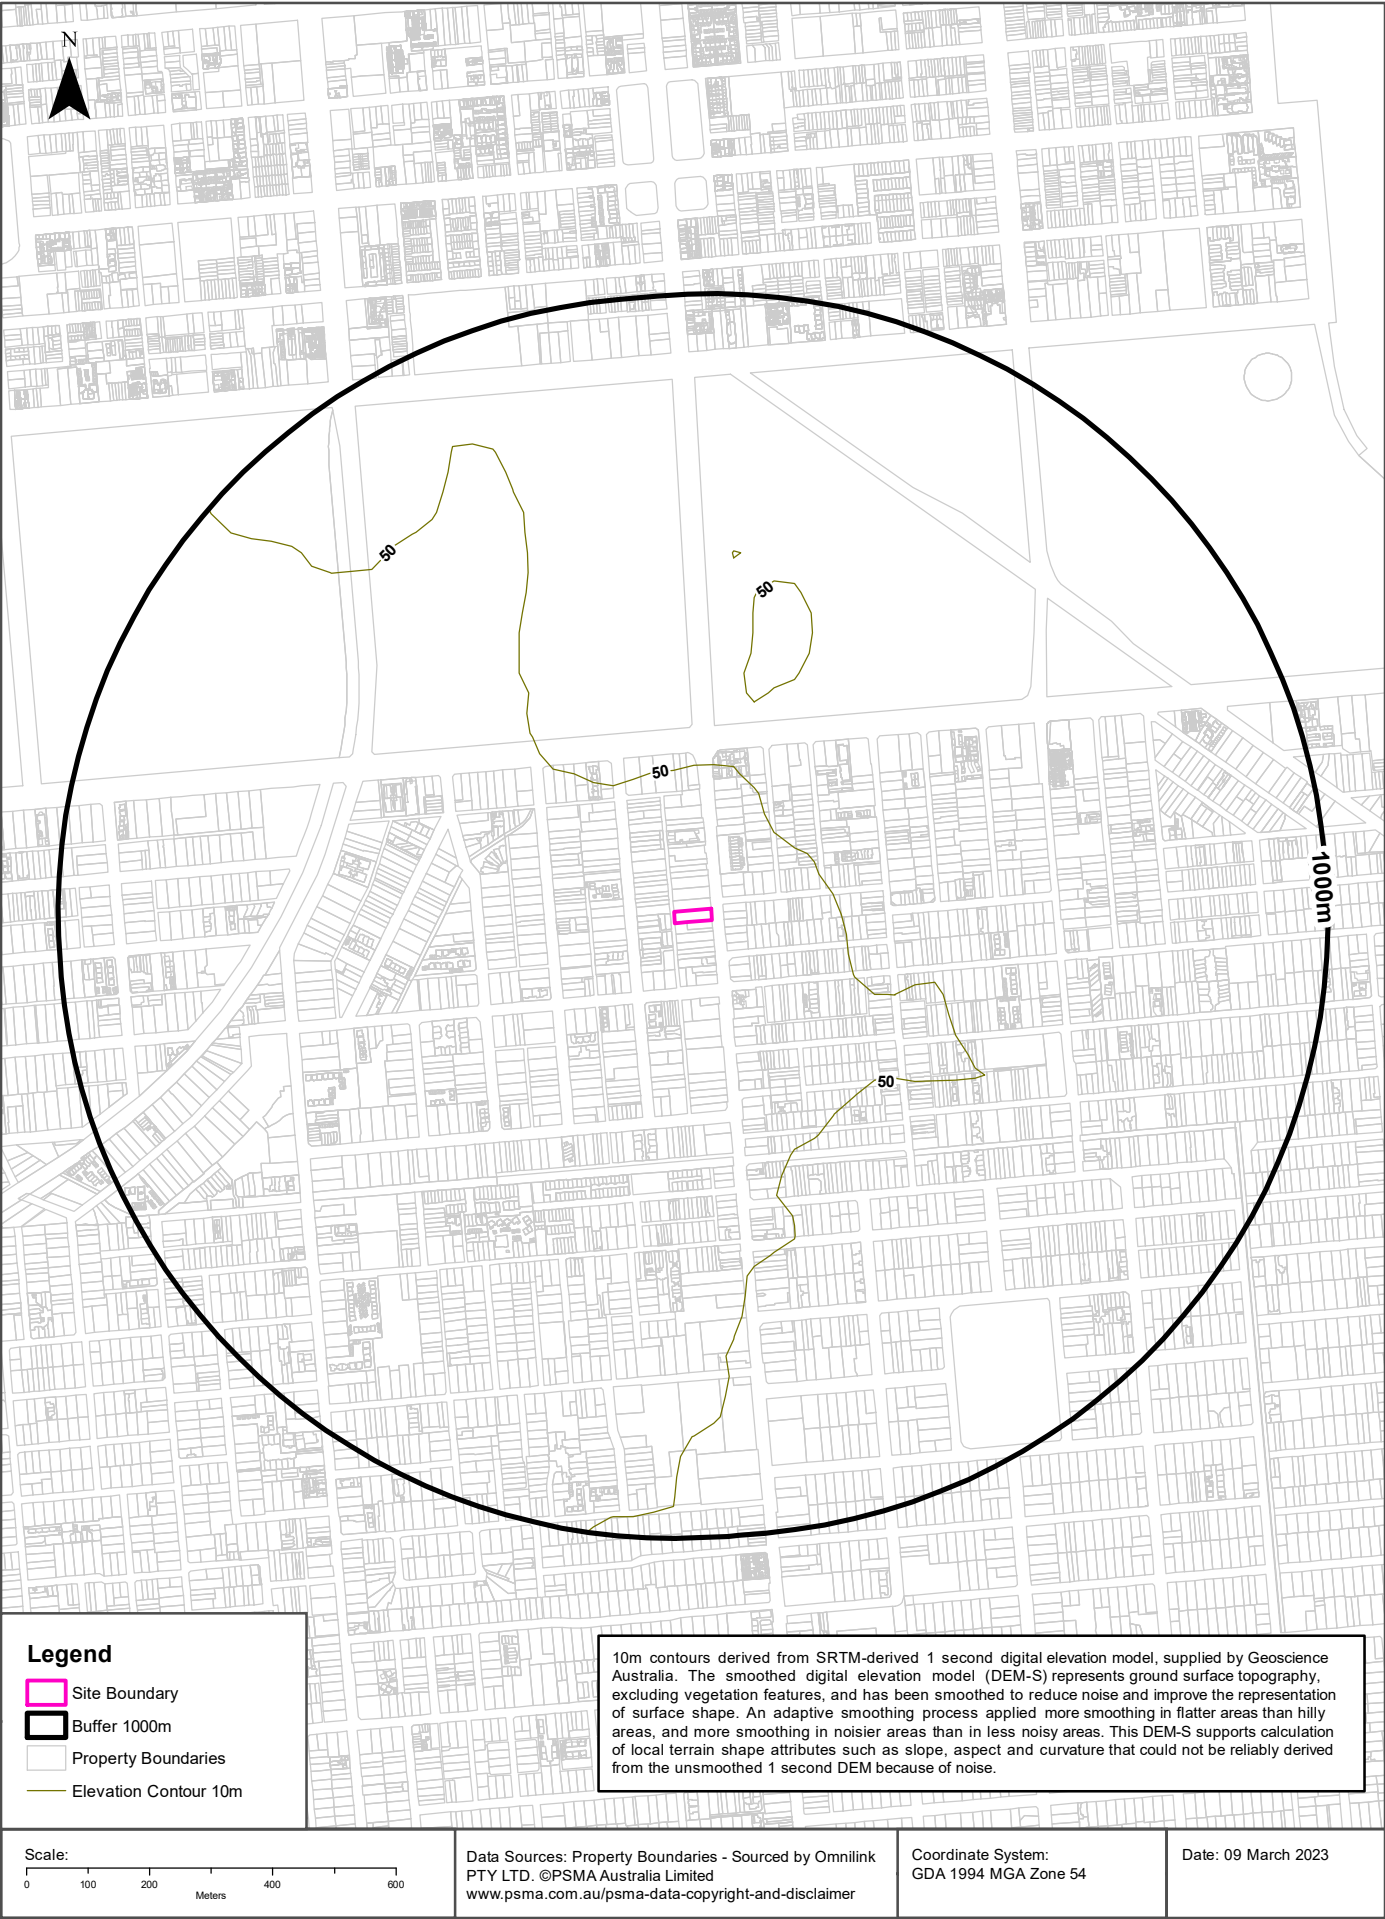 N
50
50
50
1000m
50
Legend
Site Boundary
Buffer 1000m
Property Boundaries
Elevation Contour 10m
10m contours derived from SRTM-derived 1 second digital elevation model, supplied by Geoscience
Australia. The smoothed digital elevation model (DEM-S) represents ground surface topography,
excluding vegetation features, and has been smoothed to reduce noise and improve the representation
of surface shape. An adaptive smoothing process applied more smoothing in flatter areas than hilly
areas, and more smoothing in noisier areas than in less noisy areas. This DEM-S supports calculation
of local terrain shape attributes such as slope, aspect and curvature that could not be reliably derived
from the unsmoothed 1 second DEM because of noise.
Scale:
0 100 200 400 600
Meters
Data Sources: Property Boundaries - Sourced by Omnilink
PTY LTD. ©PSMA Australia Limited
www.psma.com.au/psma-data-copyright-and-disclaimer
Coordinate System:
GDA 1994 MGA Zone 54
Date: 09 March 2023